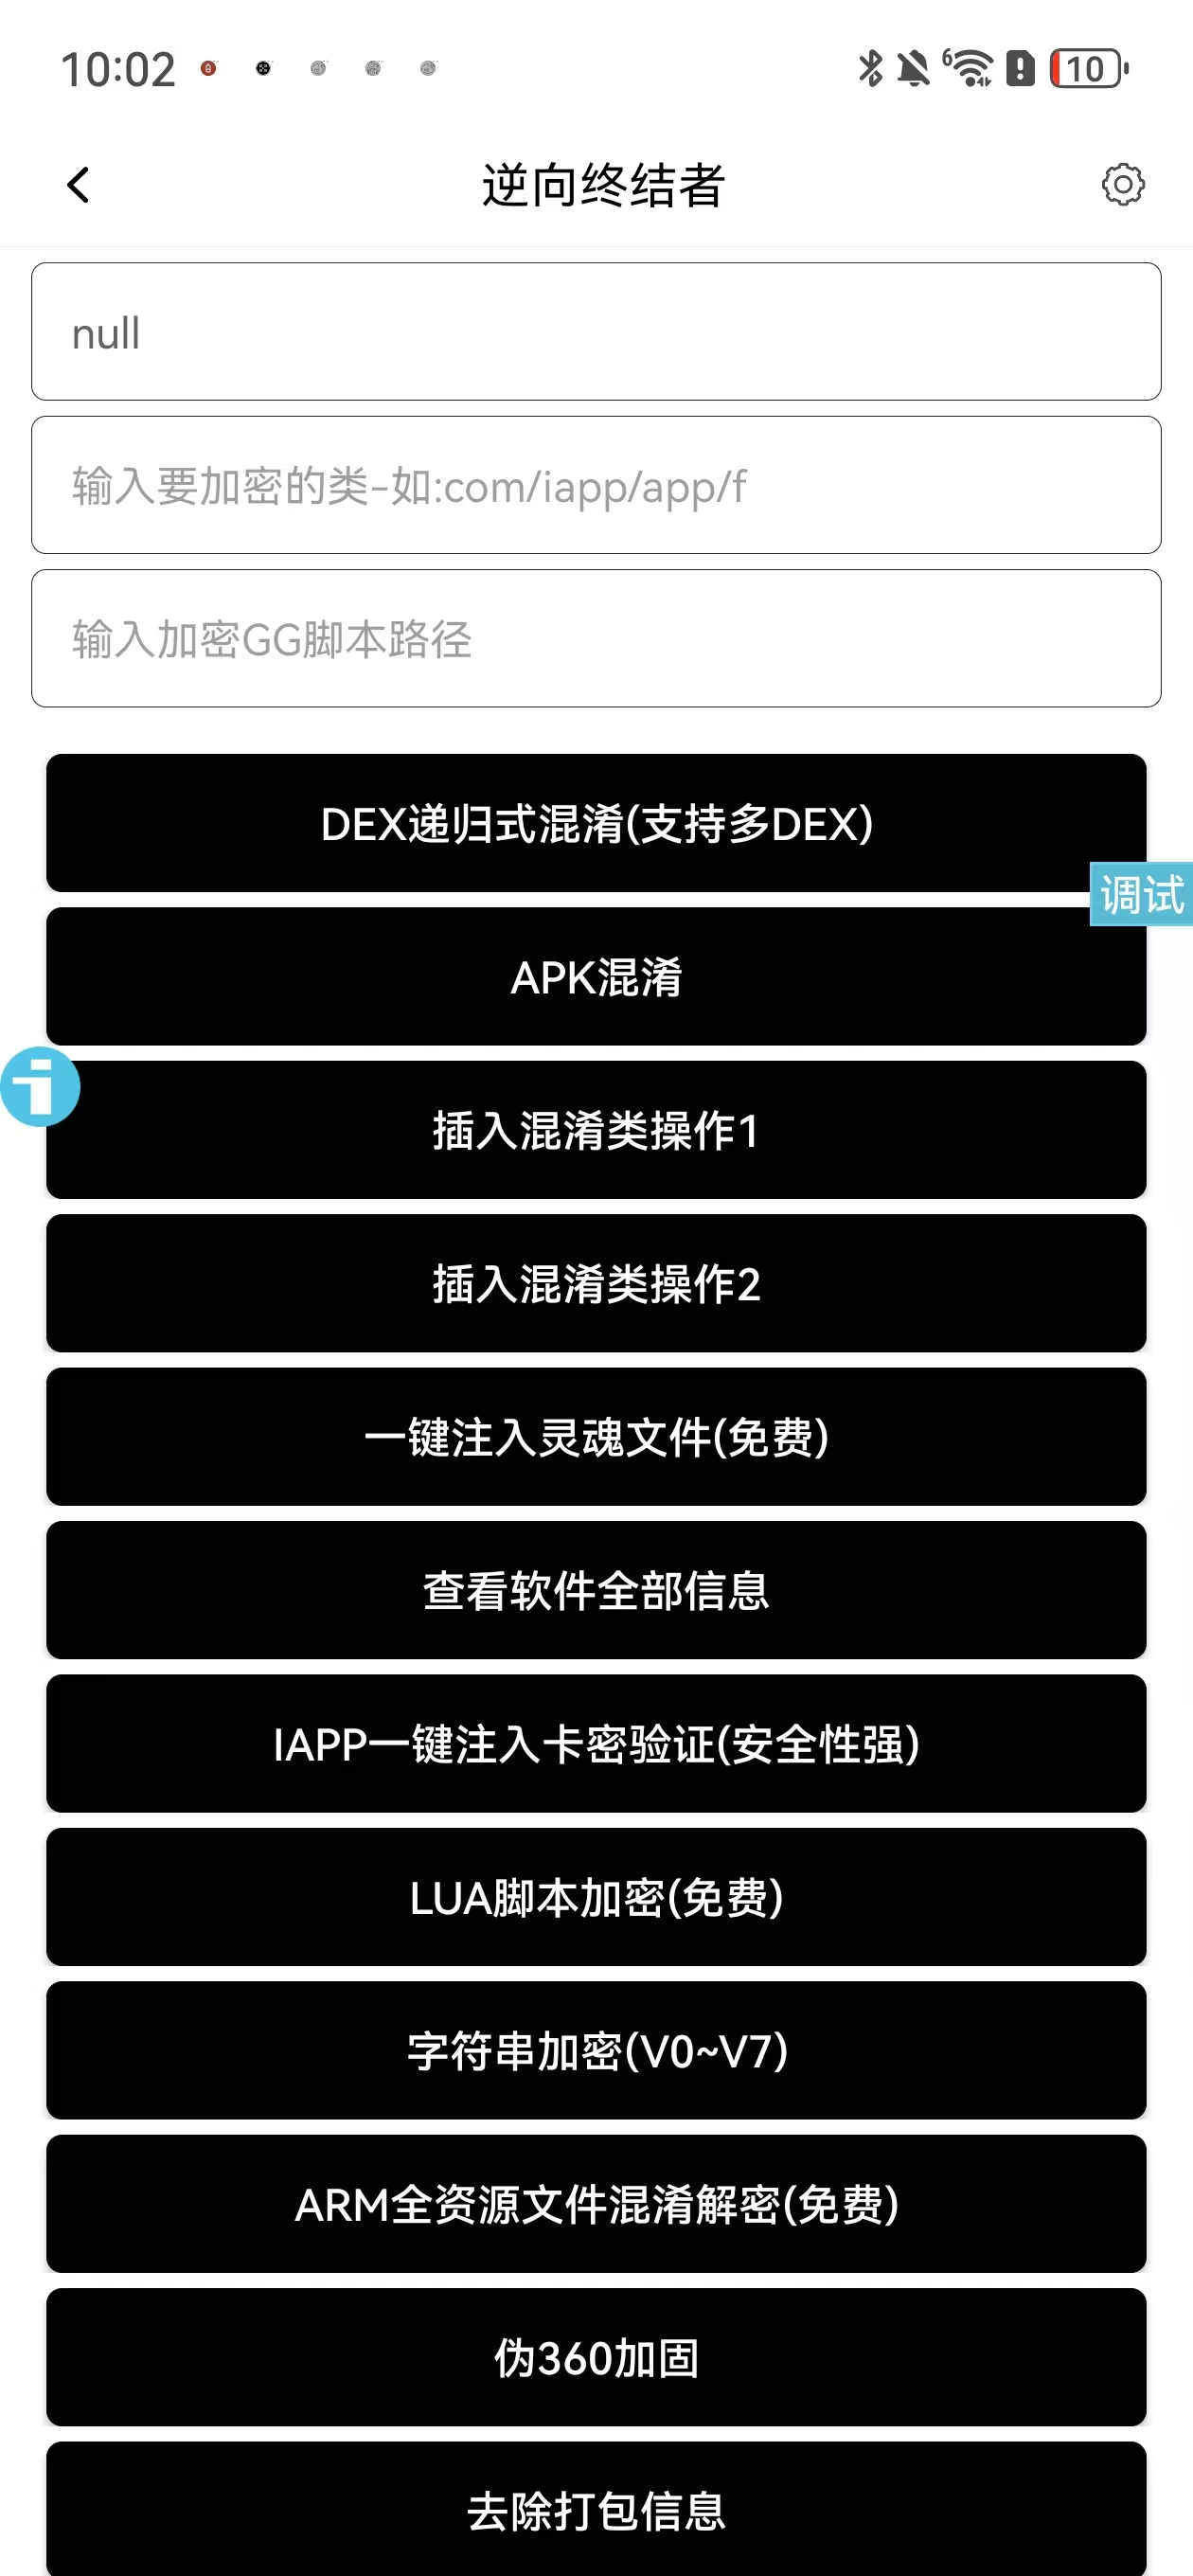 10:02
6
10
逆向终结者
null
输入要加密的类-如:com/iapp/app/f
输入加密GG脚本路径
DEX递归式混淆(支持多DEX)
调试
APK混淆
插入混淆类操作1
插入混淆类操作2
一键注入灵魂文件(免费)
查看软件全部信息
IAPP一键注入卡密验证(安全性强)
LUA脚本加密(免费)
字符串加密(V0~V7)
ARM全资源文件混淆解密(免费)
伪360加固
去除打包信息